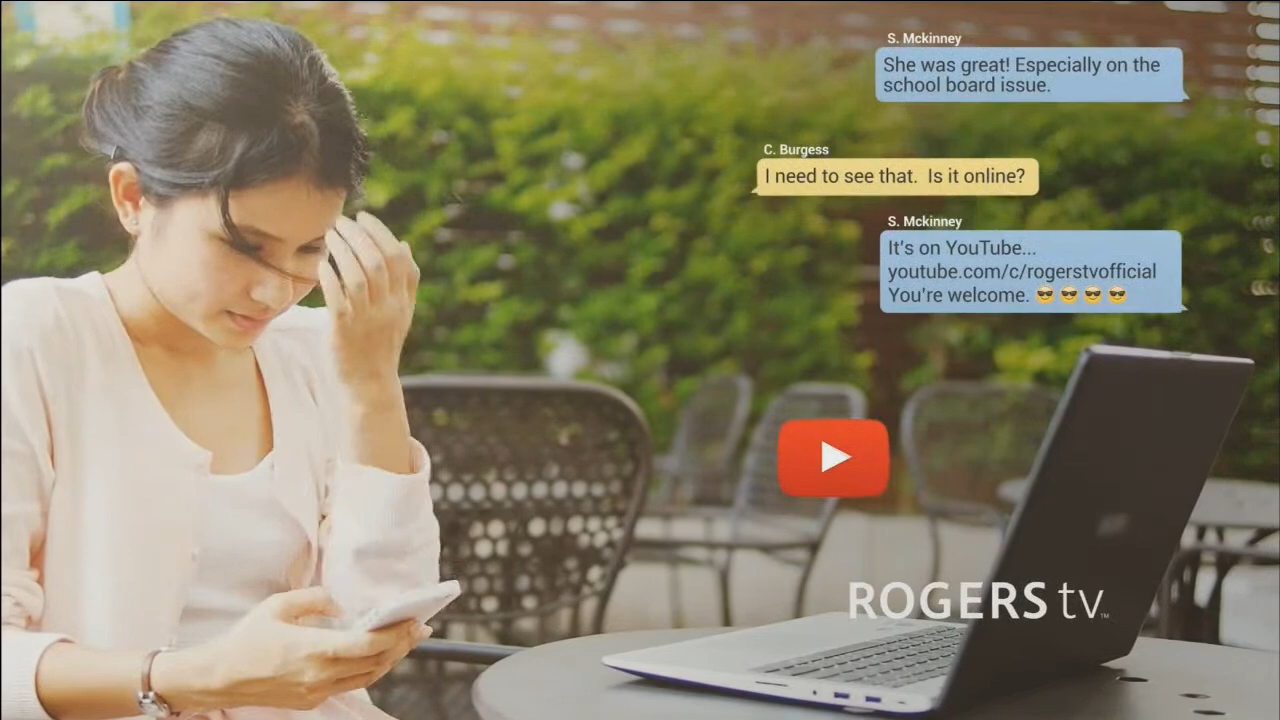 S. Mckinney
She was great! Especially on the
school board issue.
C. Burgess
I need to see that. Is it online?
S. Mckinney
It's on YouTube...
youtube.com/c/rogerstvofficial
You're welcome. 😎 😎 😎 😎
ROGERS tv™